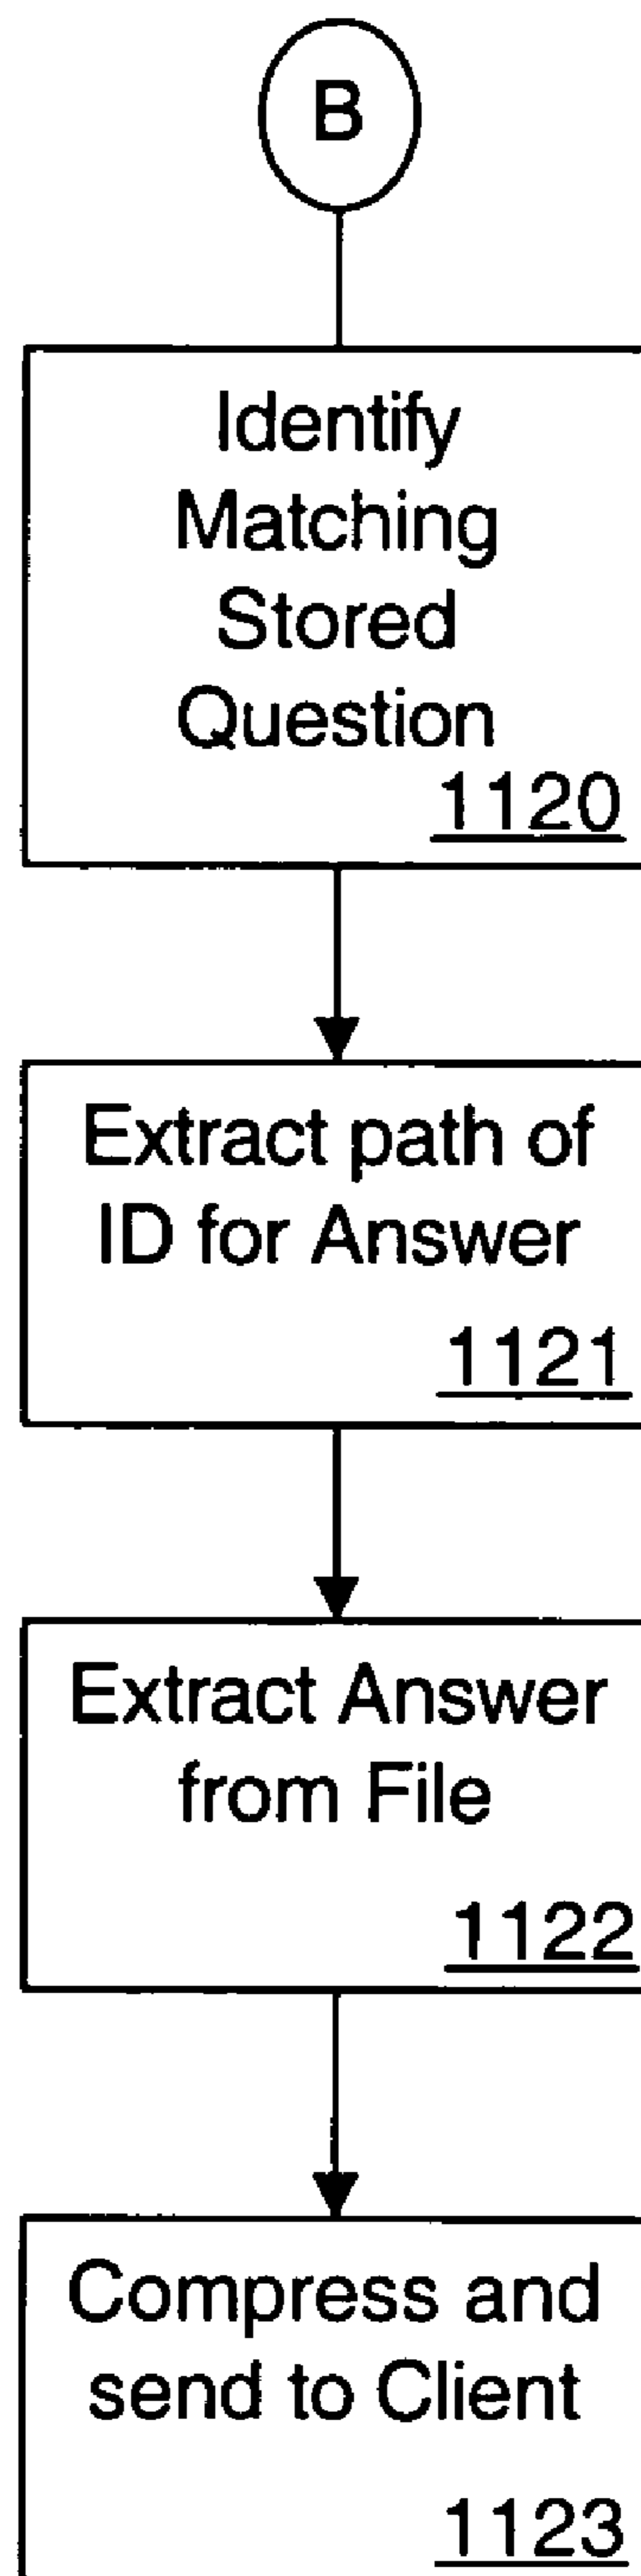 B
Identify
Matching
Stored
Question
1120
Extract path of
ID for Answer
1121
Extract Answer
from File
1122
Compress and
send to Client
1123